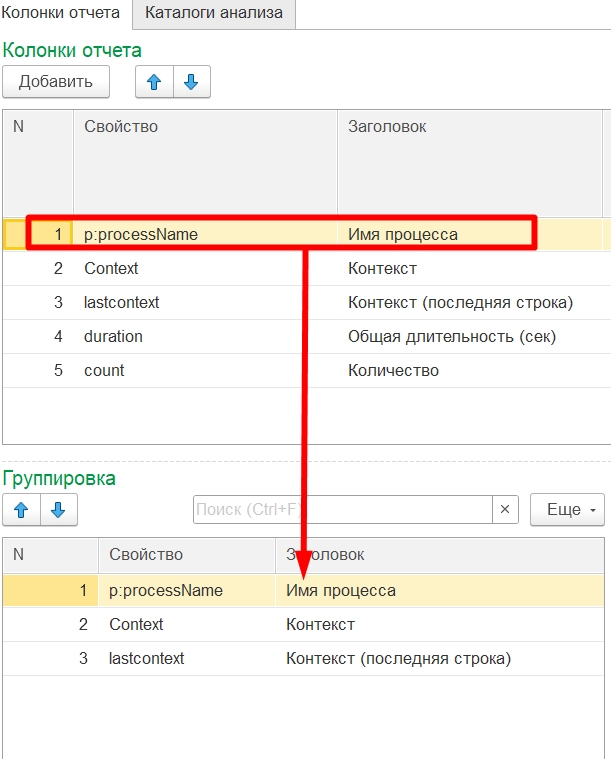 Колонки отчета Каталоги анализа
Колонки отчета
Добавить
N Свойство Заголовок
1 p:processName Имя процесса
2 Context Контекст
3 lastcontext Контекст (последняя строка)
4 duration Общая длительность (сек)
5 count Количество
Группировка
Поиск (Ctrl+F) × Еще
N Свойство Заголовок
1 p:processName Имя процесса
2 Context Контекст
3 lastcontext Контекст (последняя строка)